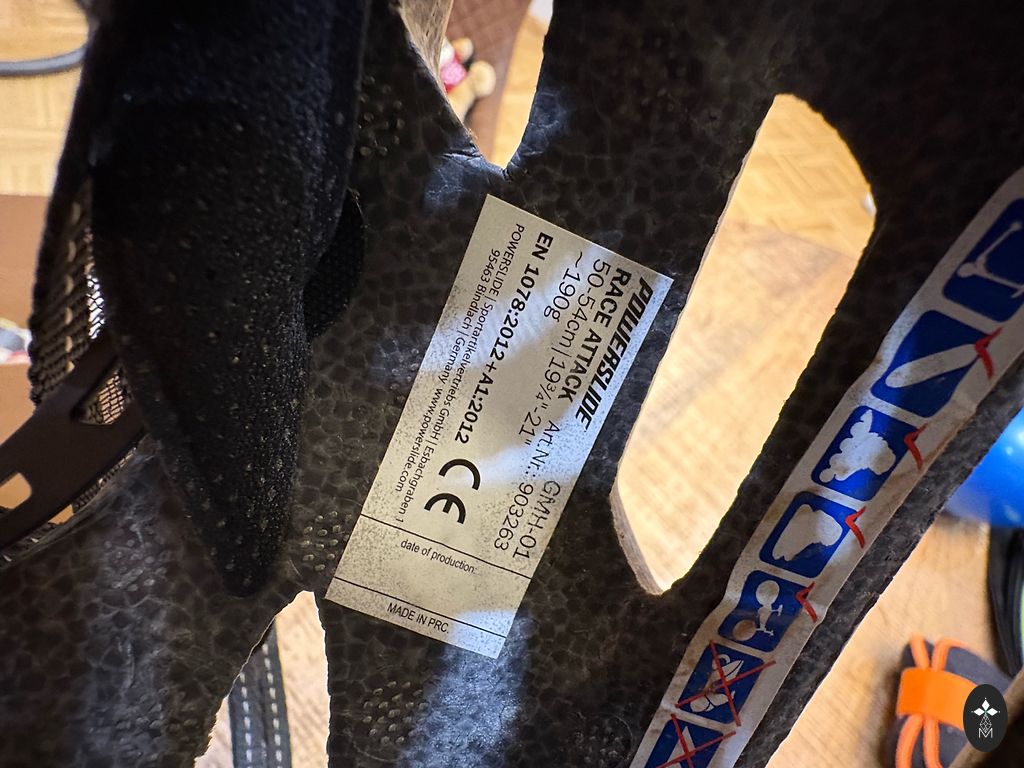 POWERSLIDE
RACE ATTACK GMH-01
50-54cm | 19¾"-21" Art.Nr.: 903263
~190g
EN 1078:2012+A1:2012
CE
POWERSLIDE Sportartikelvertriebs GmbH | Esbachgraben 1
95463 Bindlach | Germany www.powerslide.com
date of production:
MADE IN PRC.
M